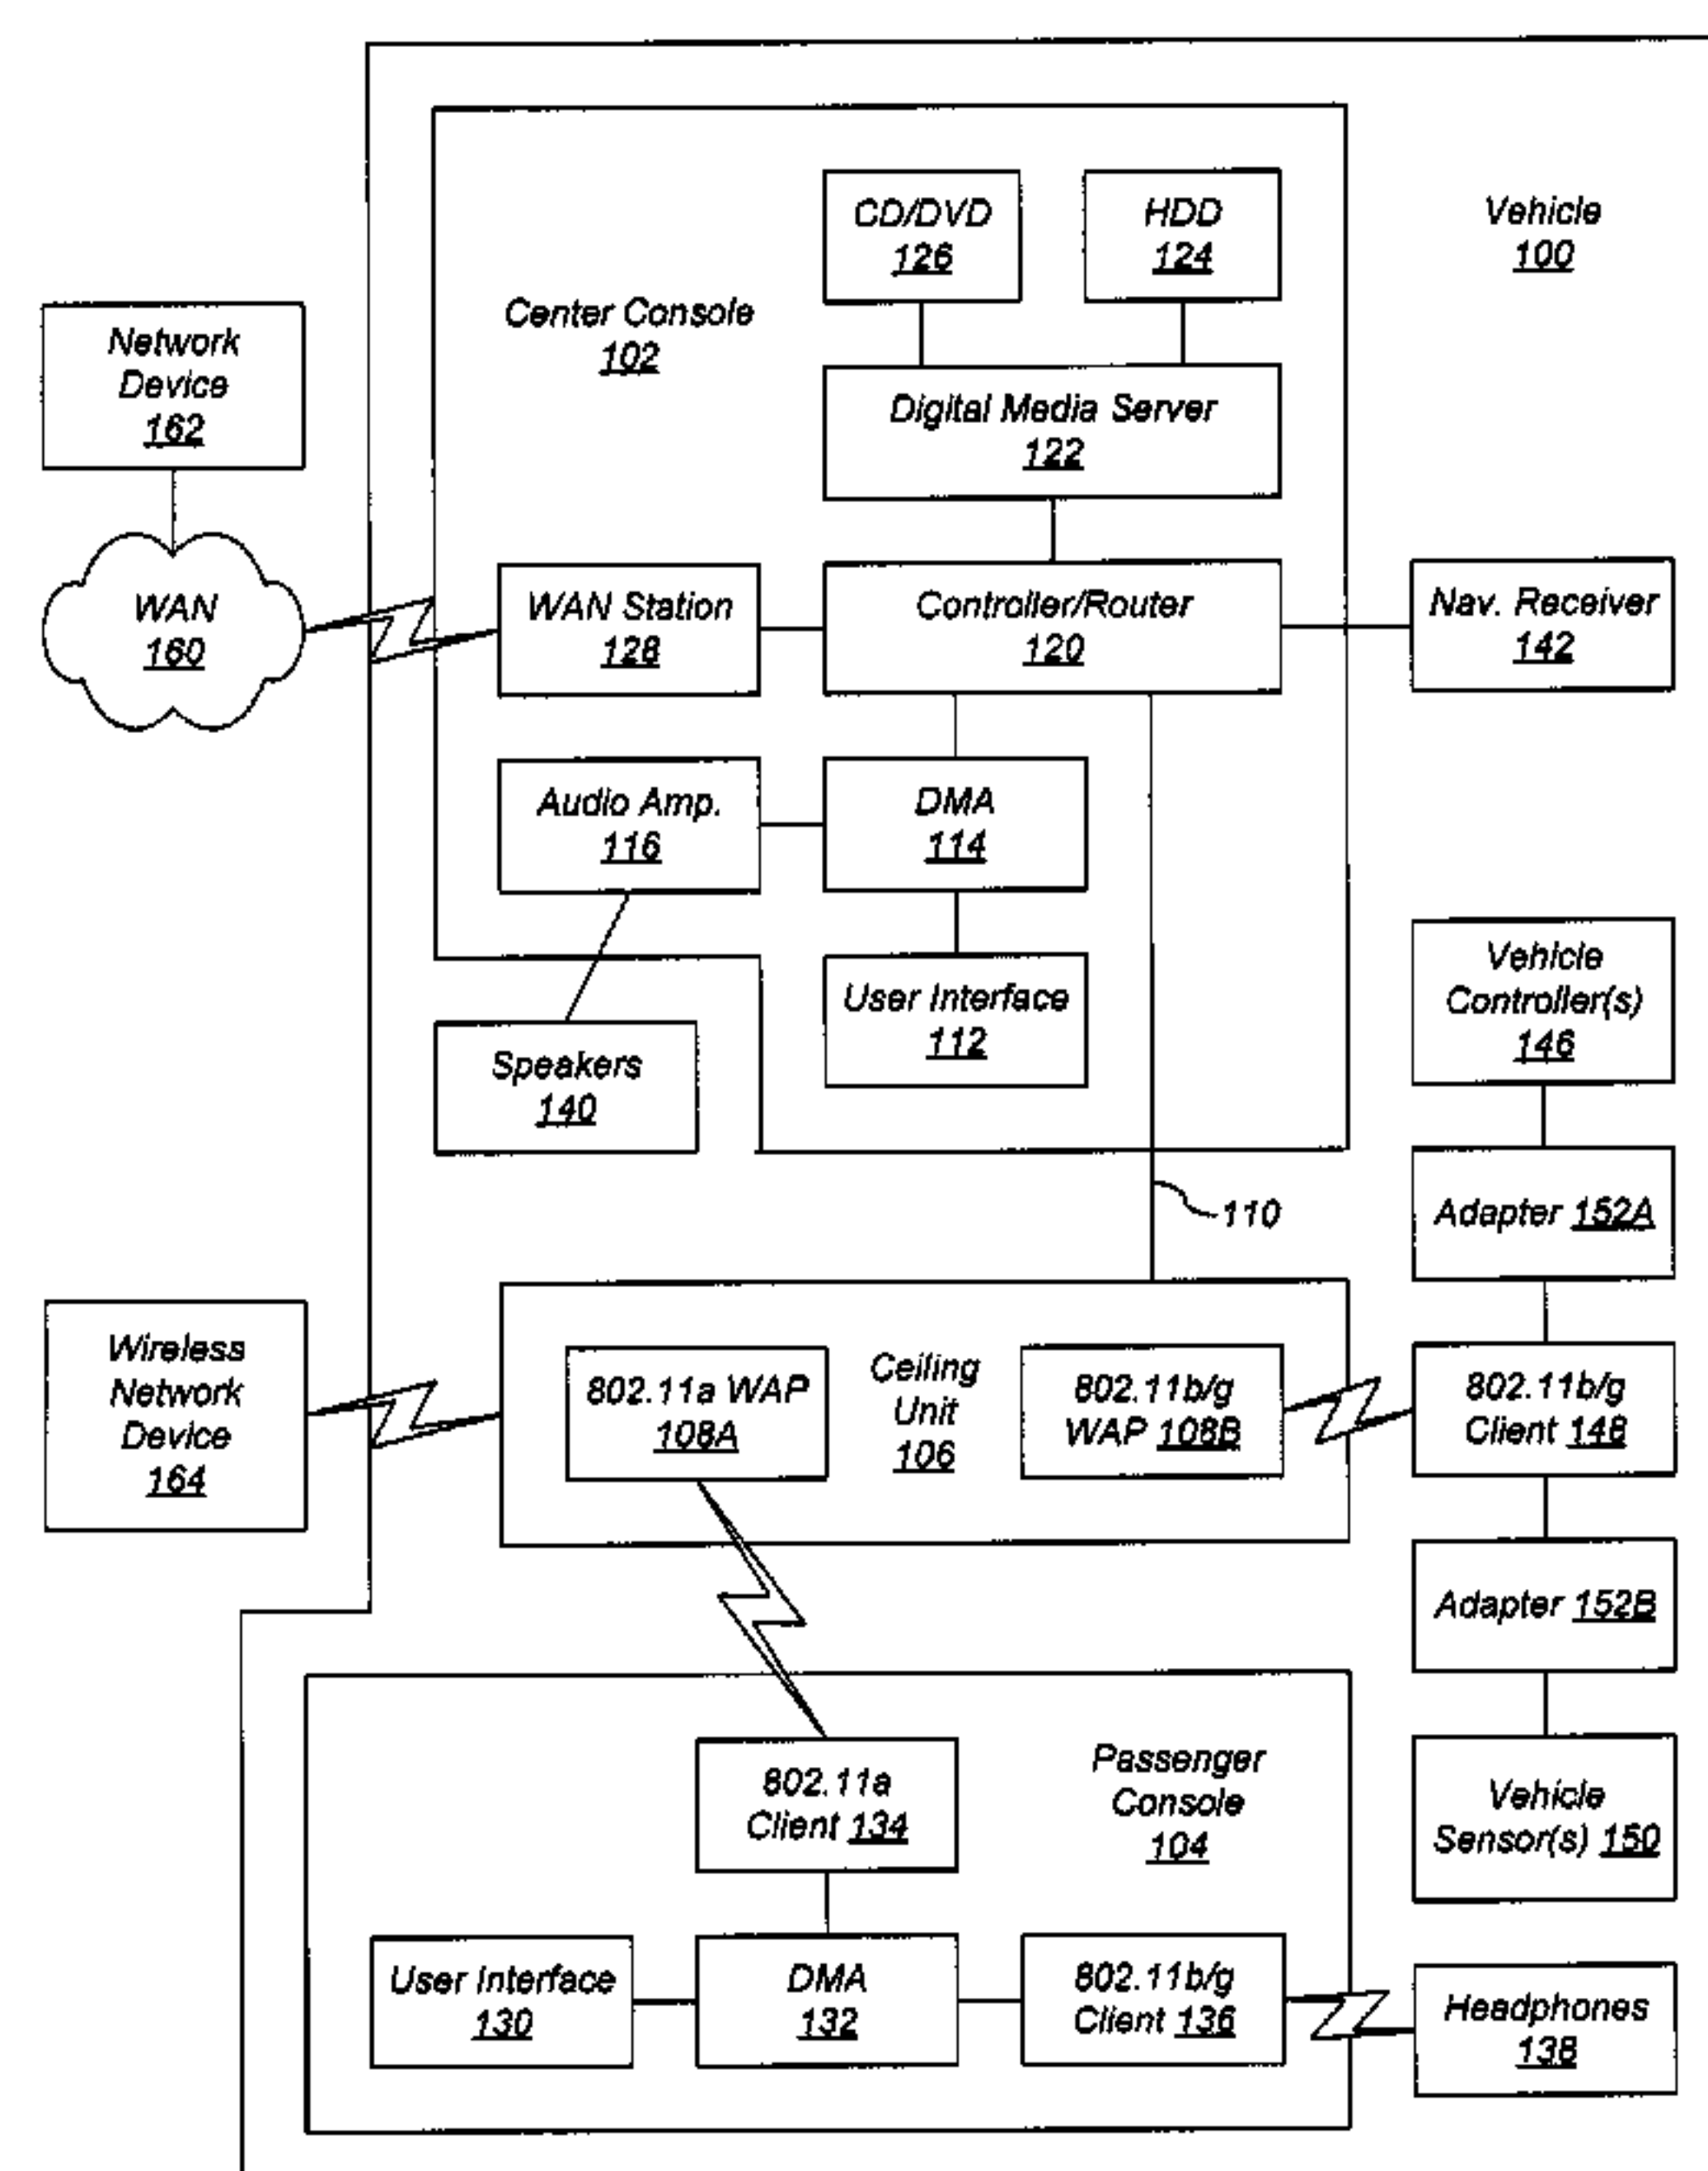 Vehicle
100
CD/DVD
126
HDD
124
Center Console
102
Network
Device
162
Digital Media Server
122
WAN
160
WAN Station
128
Controller/Router
120
Nav. Receiver
142
Audio Amp.
116
DMA
114
User Interface
112
Speakers
140
Vehicle
Controller(s)
146
Adapter 152A
110
Wireless
Network
Device
164
802.11a WAP
108A
Ceiling
Unit
106
802.11b/g
WAP 108B
802.11b/g
Client 148
Adapter 152B
Passenger
Console
104
802.11a
Client 134
Vehicle
Sensor(s) 150
User Interface
130
DMA
132
802.11b/g
Client 136
Headphones
138